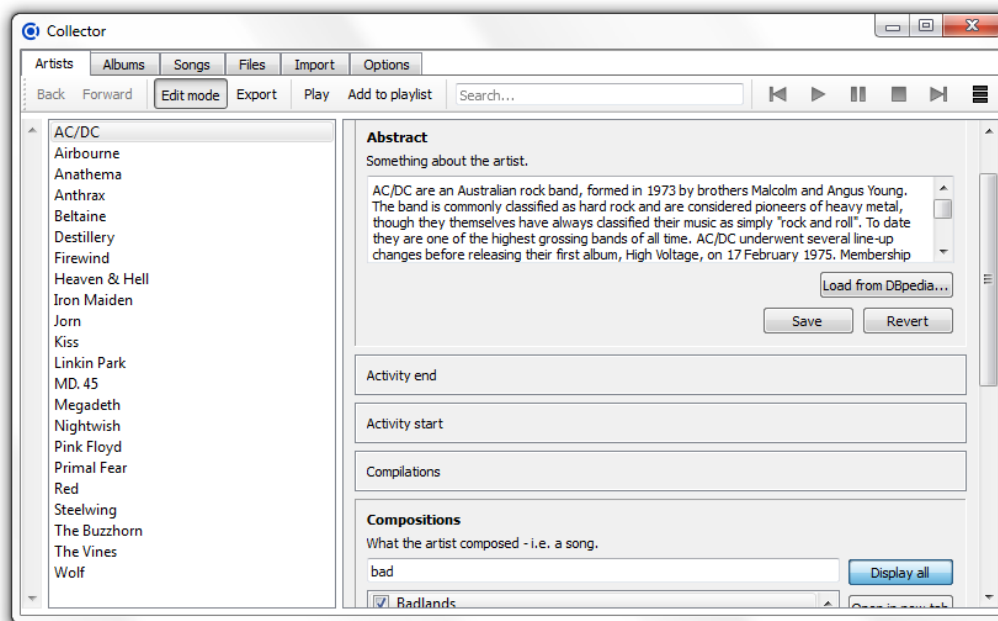 Collector
Artists Albums Songs Files Import Options
Back Forward Edit mode Export Play Add to playlist Search...
AC/DC
Airbourne
Anathema
Anthrax
Beltaine
Destillery
Firewind
Heaven & Hell
Iron Maiden
Jorn
Kiss
Linkin Park
MD. 45
Megadeth
Nightwish
Pink Floyd
Primal Fear
Red
Steelwing
The Buzzhorn
The Vines
Wolf
Abstract
Something about the artist.
AC/DC are an Australian rock band, formed in 1973 by brothers Malcolm and Angus Young.
The band is commonly classified as hard rock and are considered pioneers of heavy metal,
though they themselves have always classified their music as simply "rock and roll". To date
they are one of the highest grossing bands of all time. AC/DC underwent several line-up
changes before releasing their first album, High Voltage, on 17 February 1975. Membership
Load from DBpedia...
Save Revert
Activity end
Activity start
Compilations
Compositions
What the artist composed - i.e. a song.
bad Display all
Badlands Open in new tab